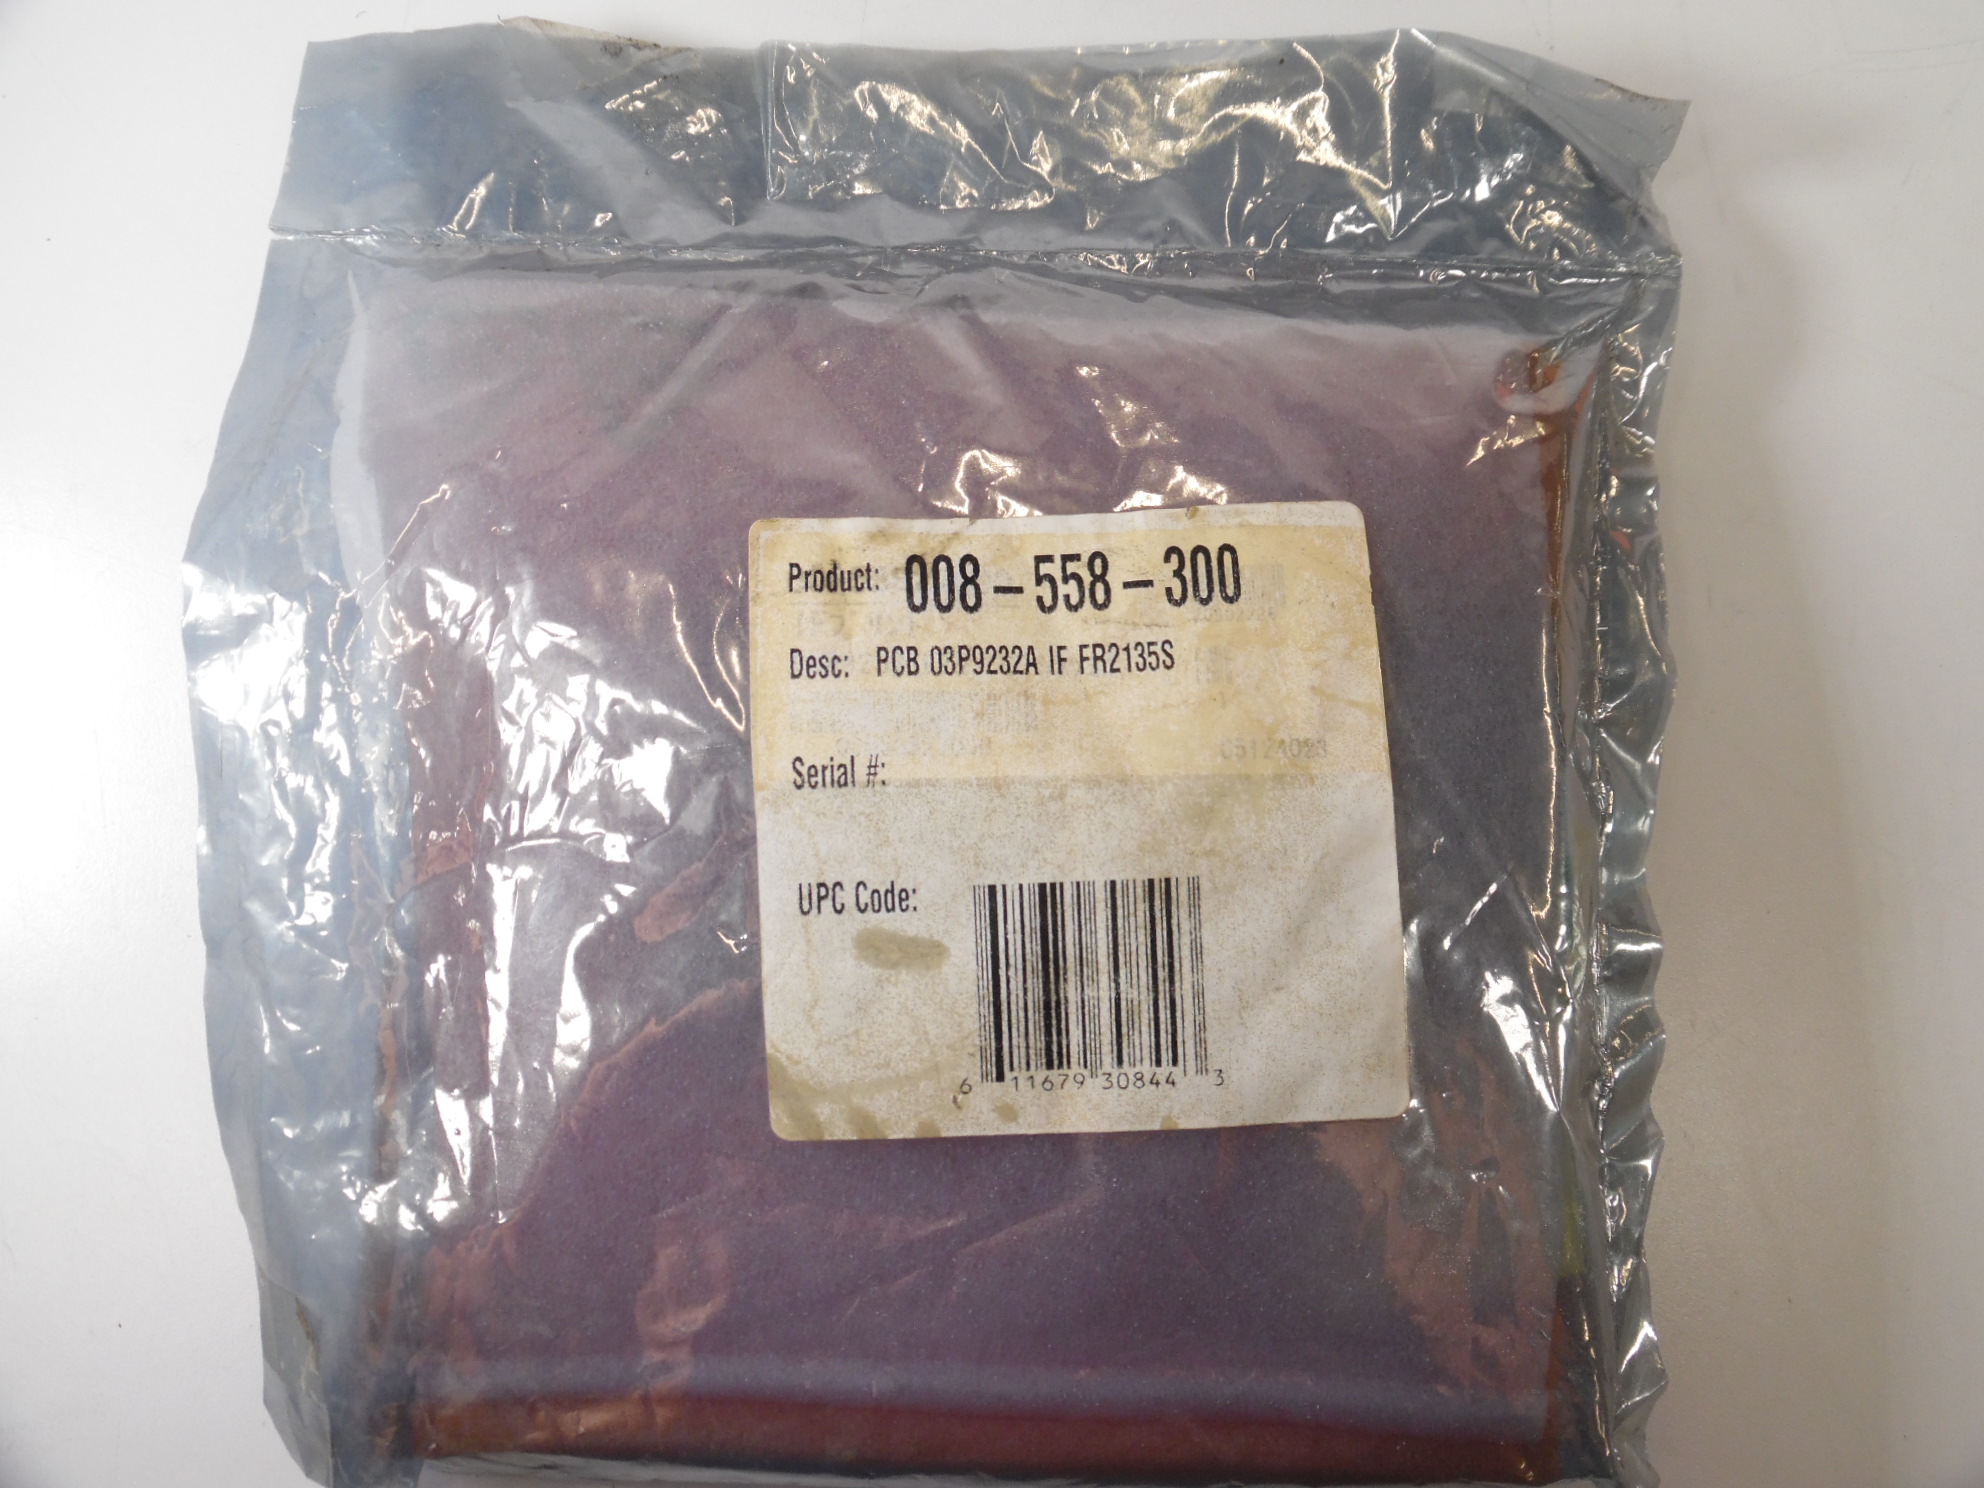 Product: 008-558-300
Desc: PCB 03P9232A IF FR2135S
Serial #:
UPC Code:
6 11679 30844 3